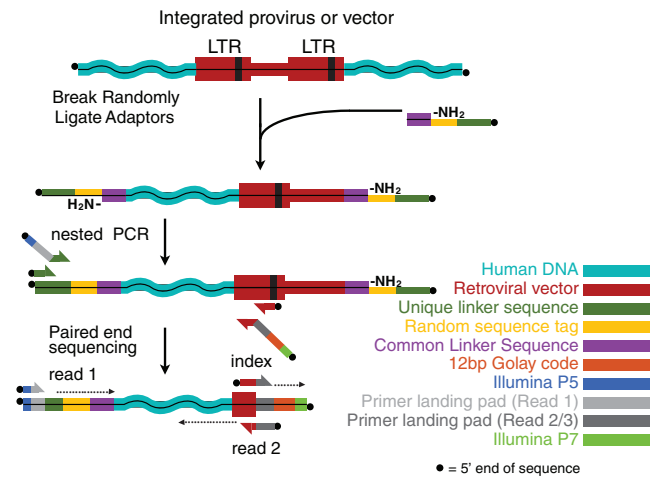 Integrated provirus or vector
LTR LTR
Break Randomly
Ligate Adaptors
-NH2
-NH2
H2N-
nested PCR
-NH2
Paired end
sequencing
read 1
index
read 2
Human DNA
Retroviral vector
Unique linker sequence
Random sequence tag
Common Linker Sequence
12bp Golay code
Illumina P5
Primer landing pad (Read 1)
Primer landing pad (Read 2/3)
Illumina P7
● = 5' end of sequence